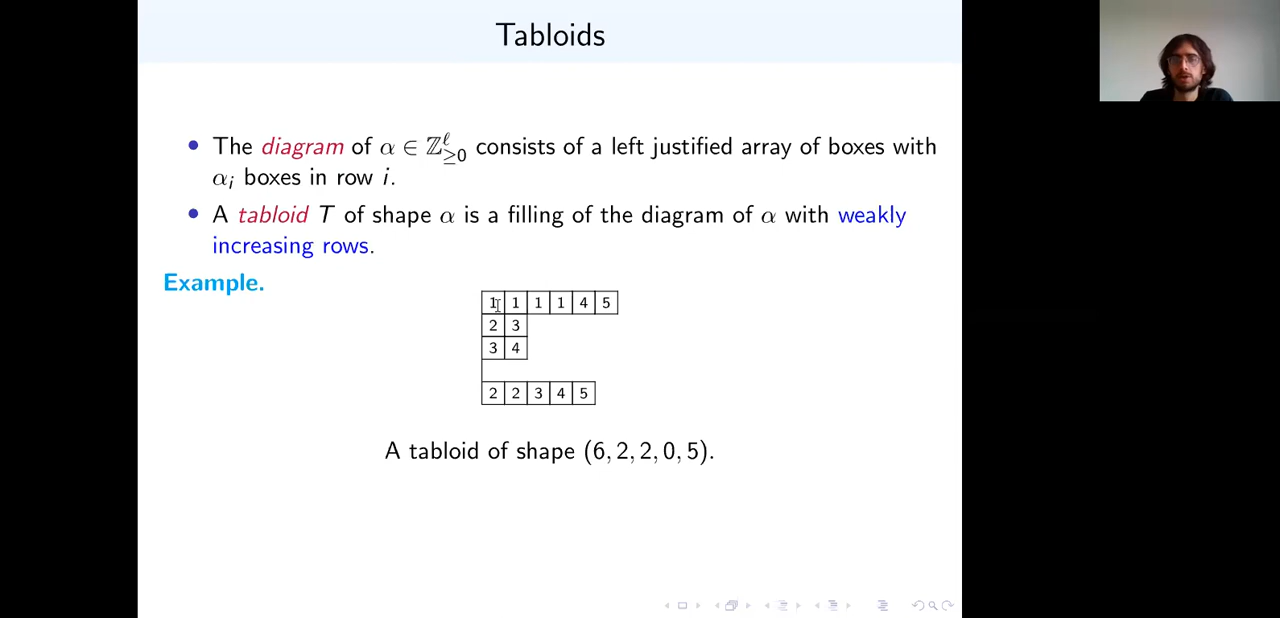 Tabloids
• The diagram of α ∈ ℤ^ℓ_≥0 consists of a left justified array of boxes with
α_i boxes in row i.
• A tabloid T of shape α is a filling of the diagram of α with weakly
increasing rows.
Example.
1 1 1 1 4 5
2 3
3 4
2 2 3 4 5
A tabloid of shape (6, 2, 2, 0, 5).